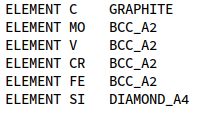 ELEMENT C   GRAPHITE
ELEMENT MO  BCC_A2
ELEMENT V   BCC_A2
ELEMENT CR  BCC_A2
ELEMENT FE  BCC_A2
ELEMENT SI  DIAMOND_A4